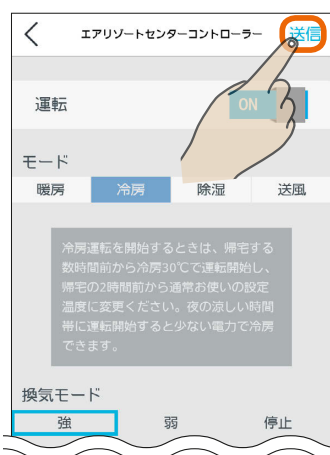 エアリゾートセンターコントローラー 送信
運転 ON
モード
暖房 冷房 除湿 送風
冷房運転を開始するときは、帰宅する
数時間前から冷房30℃で運転開始し、
帰宅の2時間前から通常お使いの設定
温度に変更ください。夜の涼しい時間
帯に運転開始すると少ない電力で冷房
できます。
換気モード
強 弱 停止